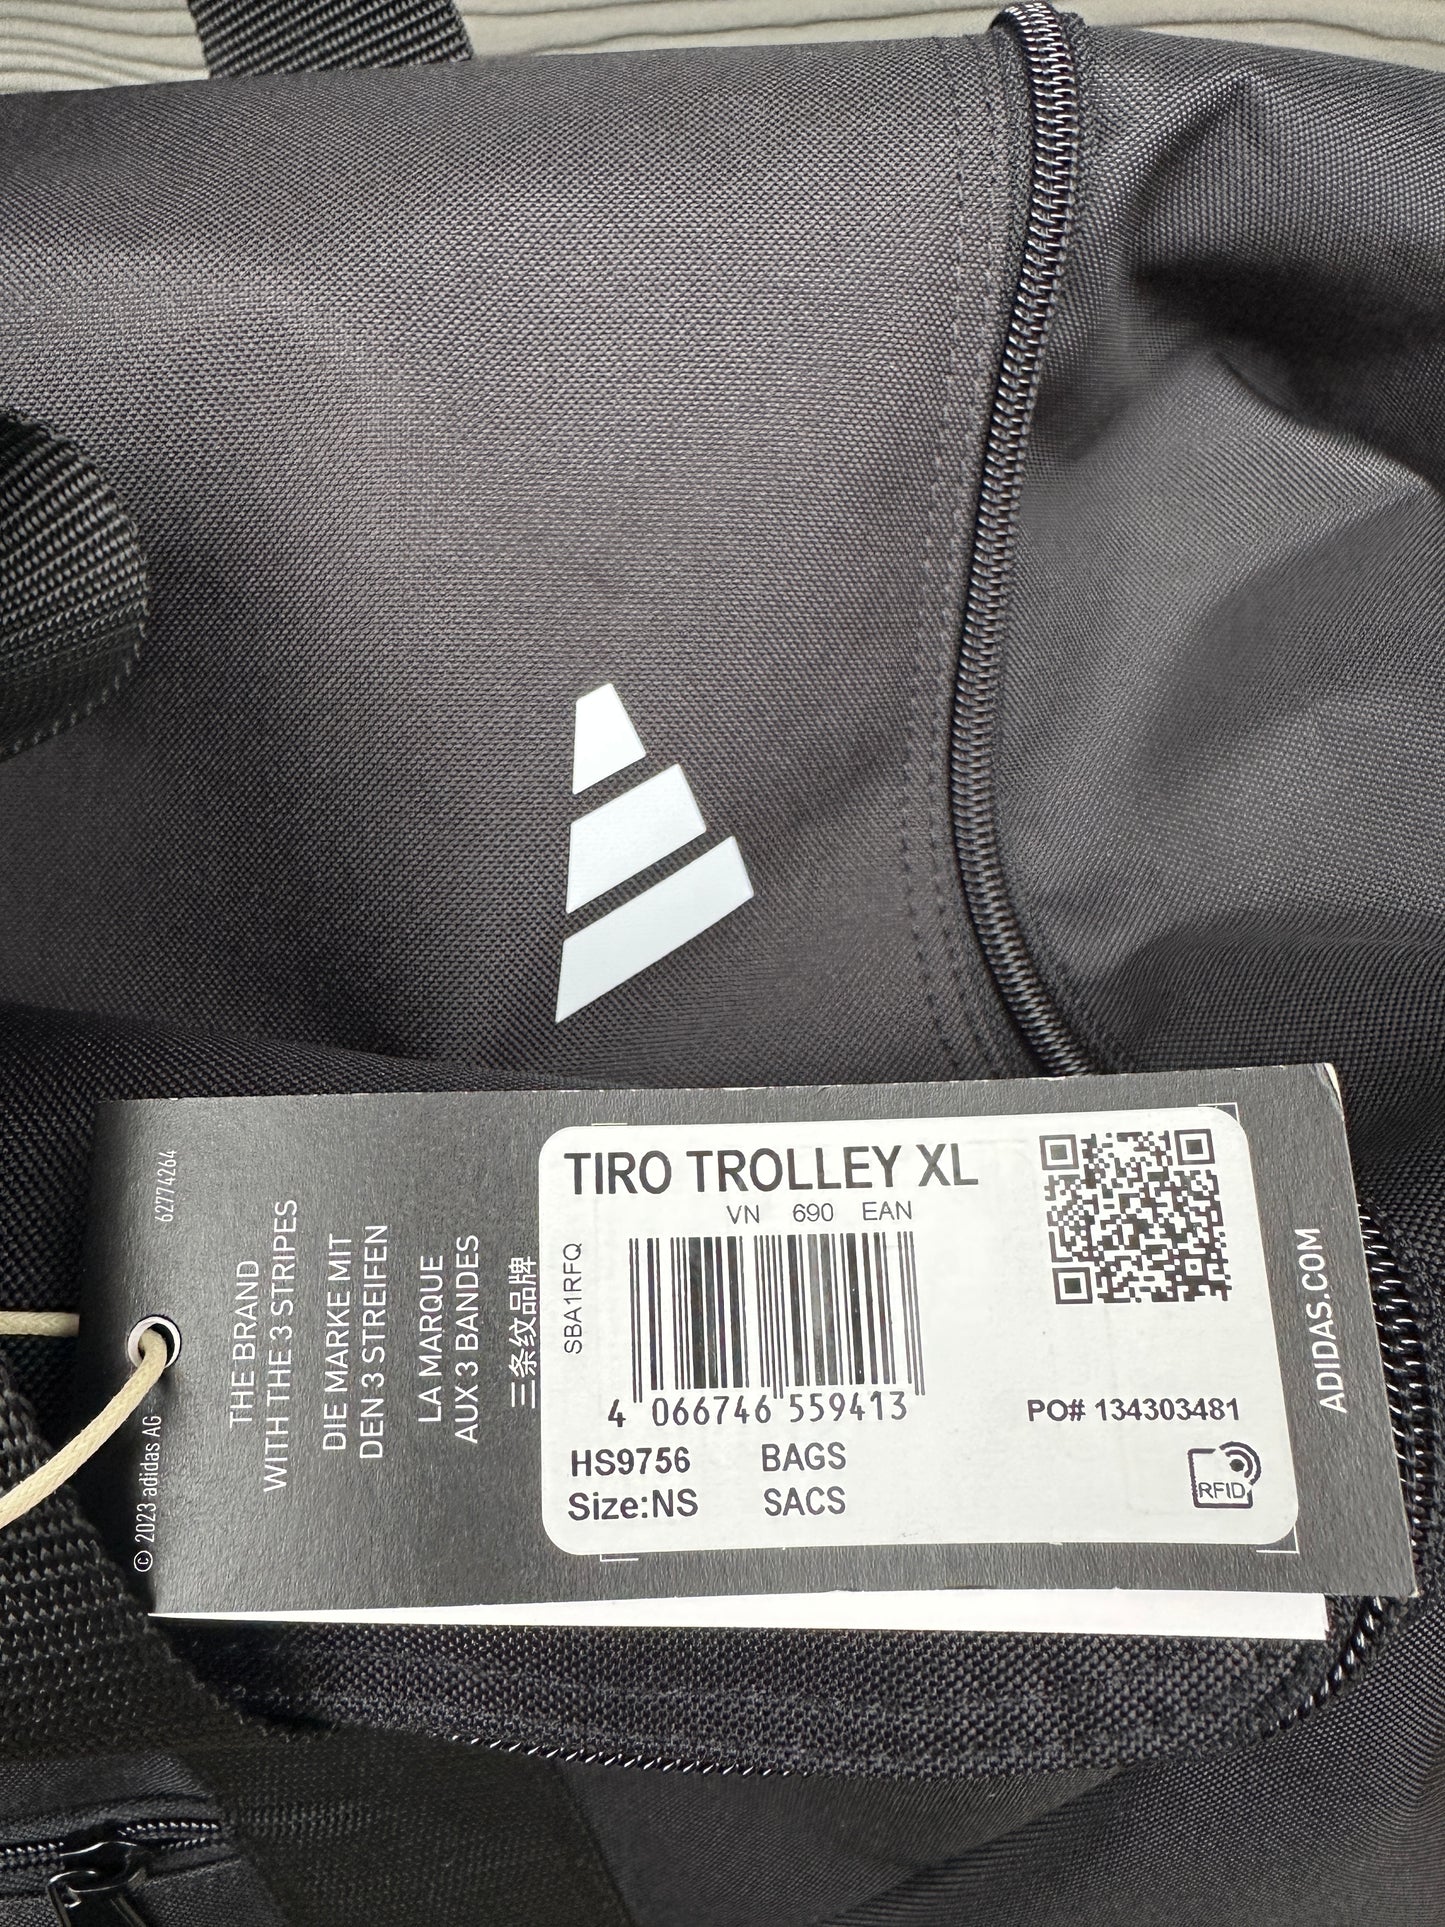 TIRO TROLLEY XL
VN 690 EAN
SBA1RFQ
4 066746 559413
PO# 134303481
HS9756 BAGS
Size:NS SACS
RFID
ADIDAS.COM
62774264
© 2023 adidas AG
THE BRAND
WITH THE 3 STRIPES
DIE MARKE MIT
DEN 3 STREIFEN
LA MARQUE
AUX 3 BANDES
三条纹品牌